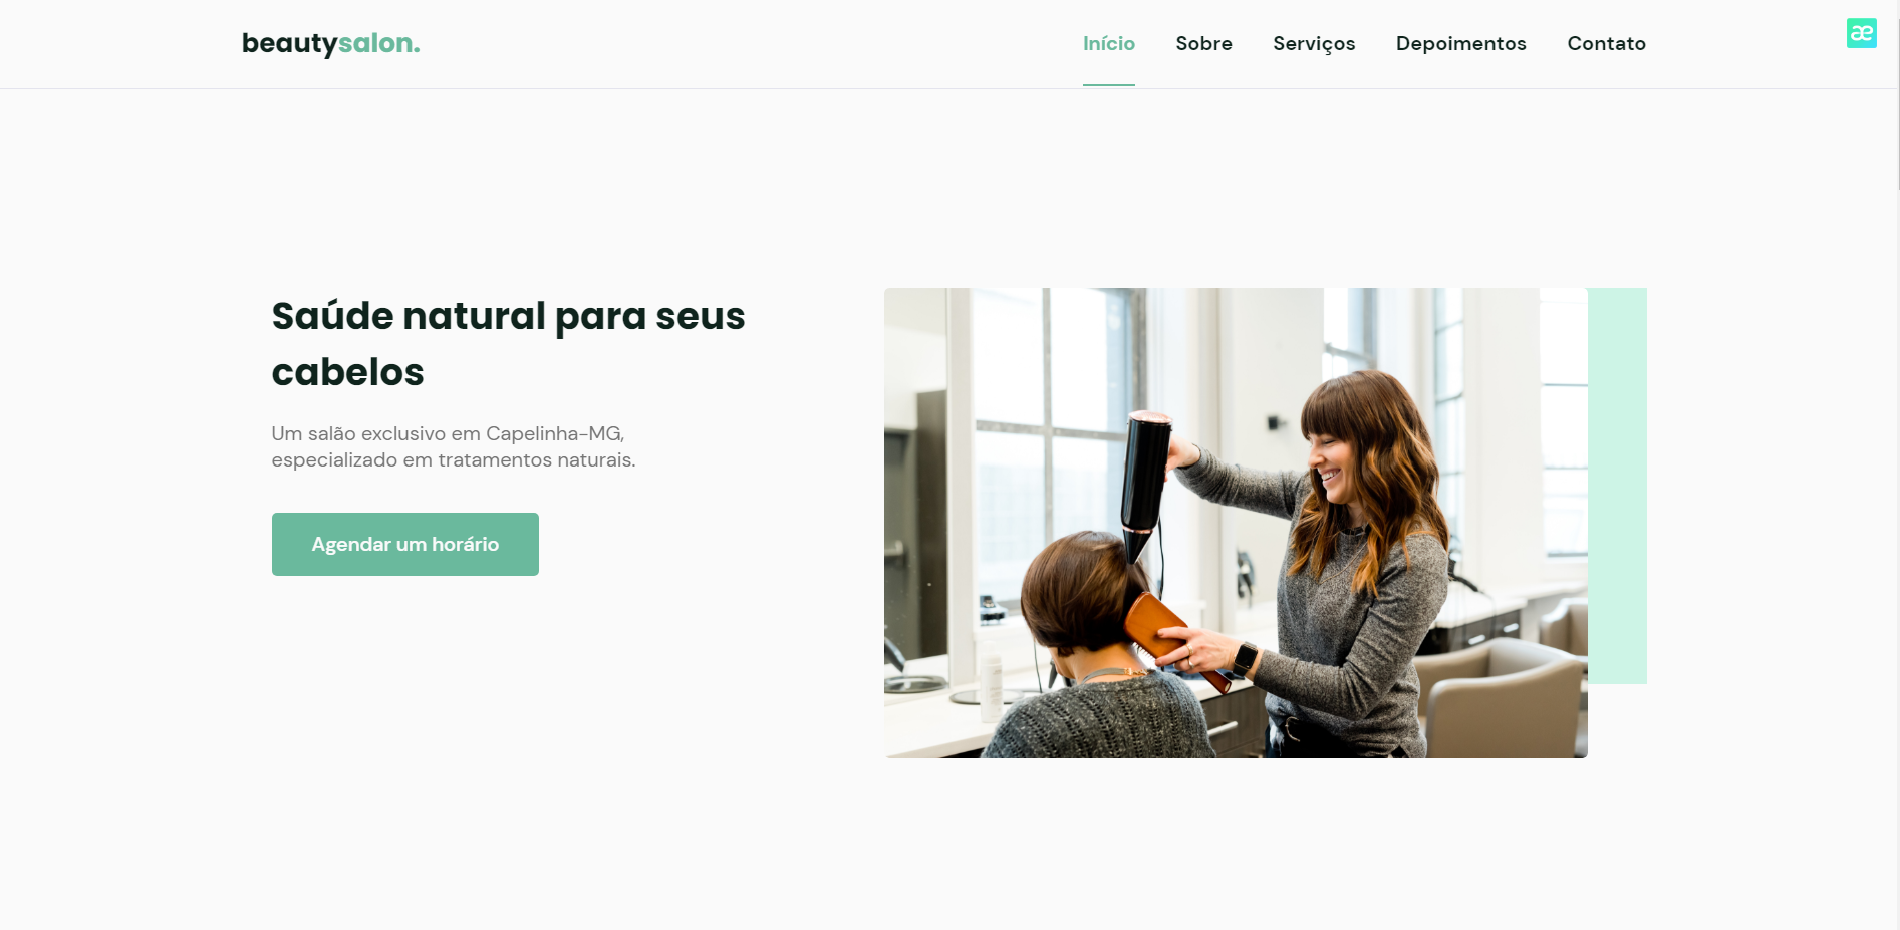 beautysalon.
Início
Sobre
Serviços
Depoimentos
Contato
æ
Saúde natural para seus
cabelos
Um salão exclusivo em Capelinha-MG,
especializado em tratamentos naturais.
Agendar um horário